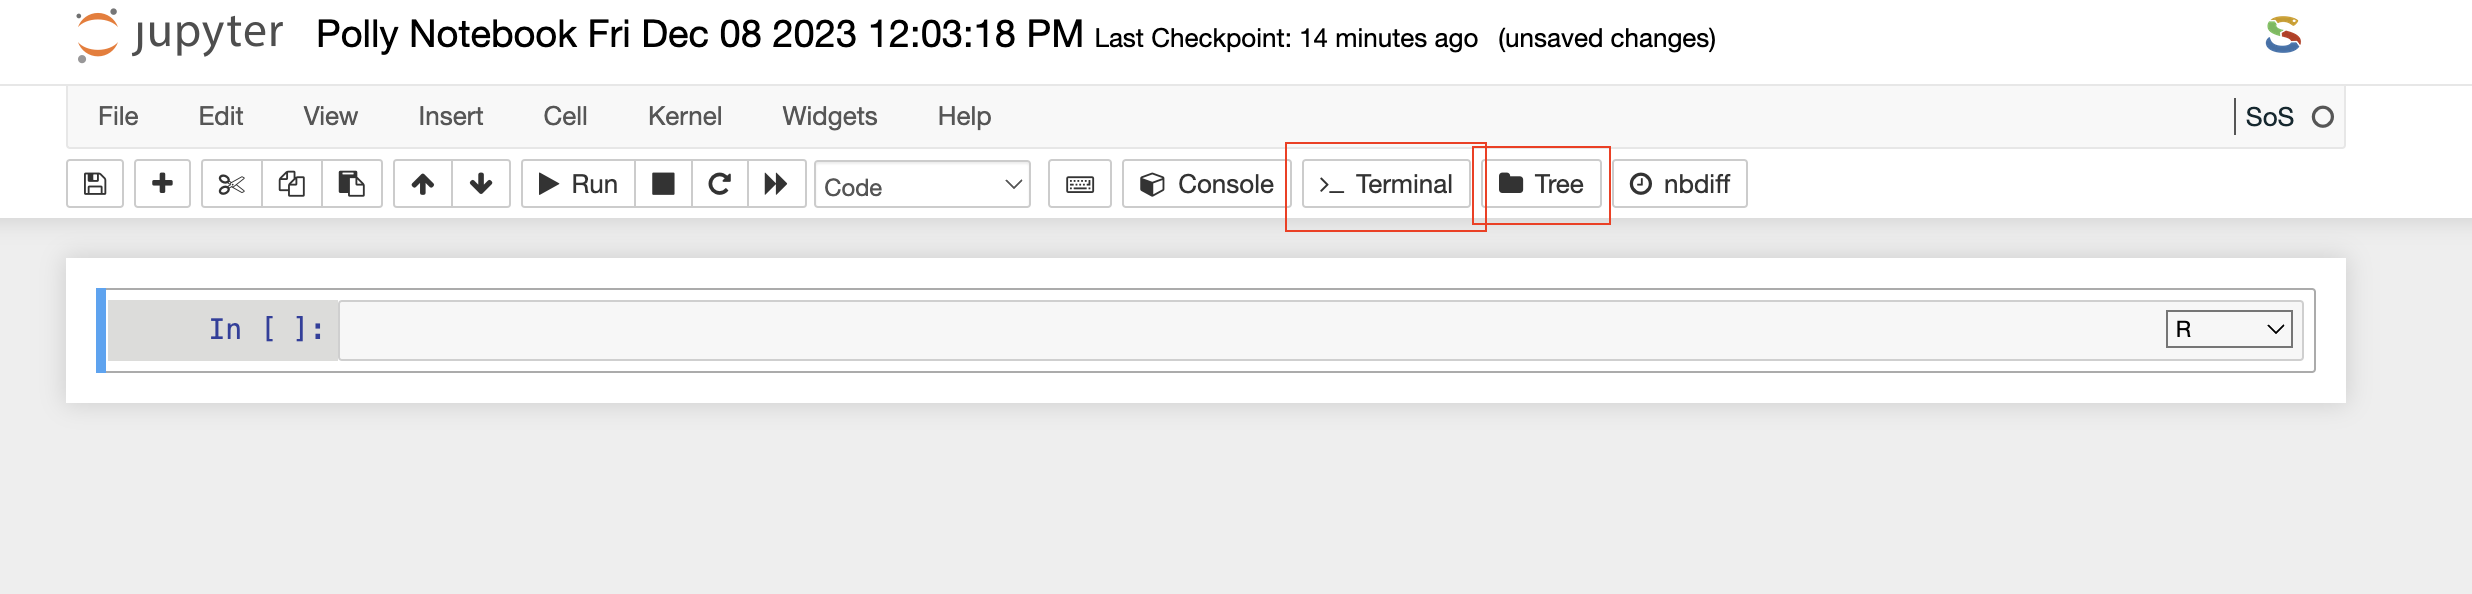 jupyter Polly Notebook Fri Dec 08 2023 12:03:18 PM Last Checkpoint: 14 minutes ago (unsaved changes)
File Edit View Insert Cell Kernel Widgets Help SoS
Run Code Console >_ Terminal Tree nbdiff
In [ ]: R